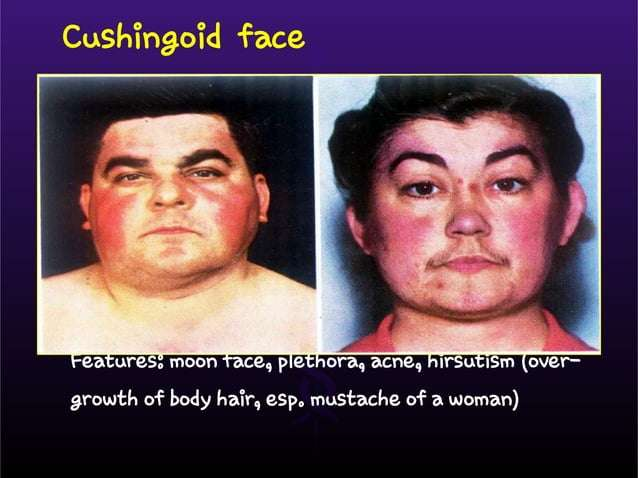 Cushingoid face
Features: moon face, plethora, acne, hirsutism (over-
growth of body hair, esp. mustache of a woman)